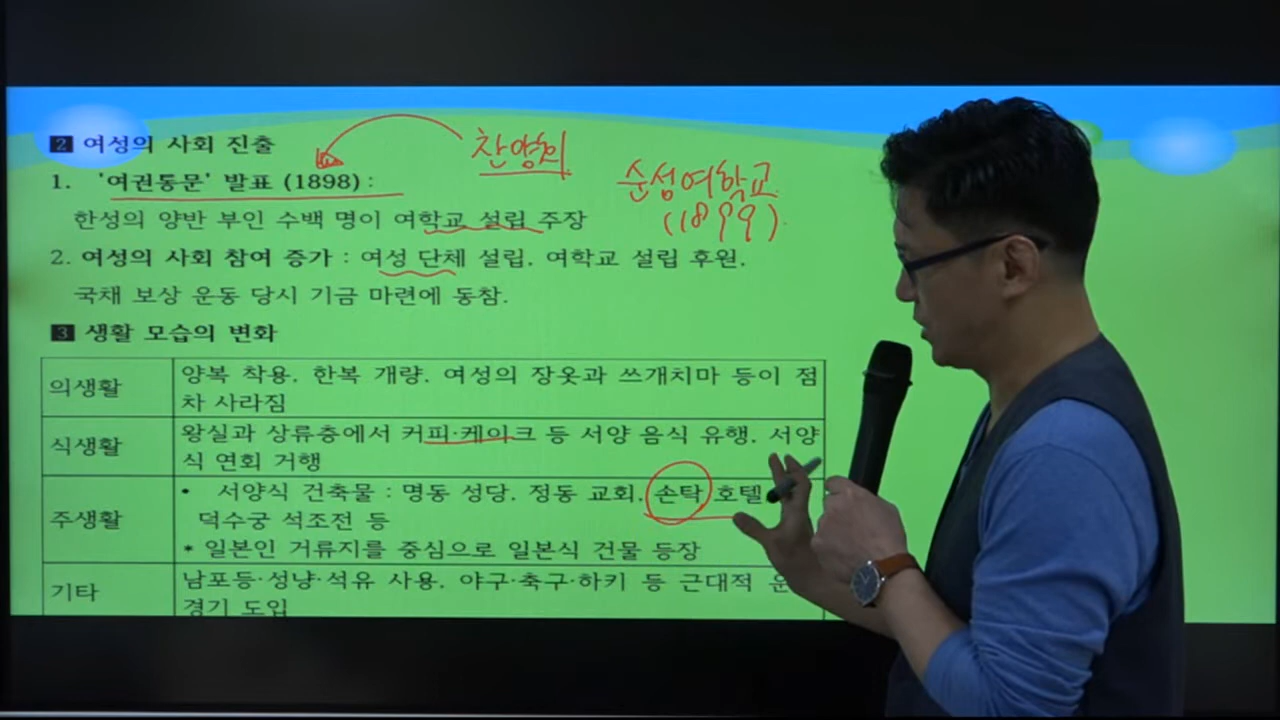 2 여성의 사회 진출
찬양회
순성여학교
(1899).
1. '여권통문' 발표 (1898) :
한성의 양반 부인 수백 명이 여학교 설립 주장
2. 여성의 사회 참여 증가 : 여성 단체 설립, 여학교 설립 후원,
국채 보상 운동 당시 기금 마련에 동참.
3 생활 모습의 변화
의생활
양복 착용, 한복 개량, 여성의 장옷과 쓰개치마 등이 점
차 사라짐
식생활
왕실과 상류층에서 커피·케이크 등 서양 음식 유행, 서양
식 연회 거행
주생활
• 서양식 건축물 : 명동 성당, 정동 교회, 손탁 호텔
덕수궁 석조전 등
* 일본인 거류지를 중심으로 일본식 건물 등장
기타
남포등·성냥·석유 사용, 야구·축구·하키 등 근대적
경기 도입